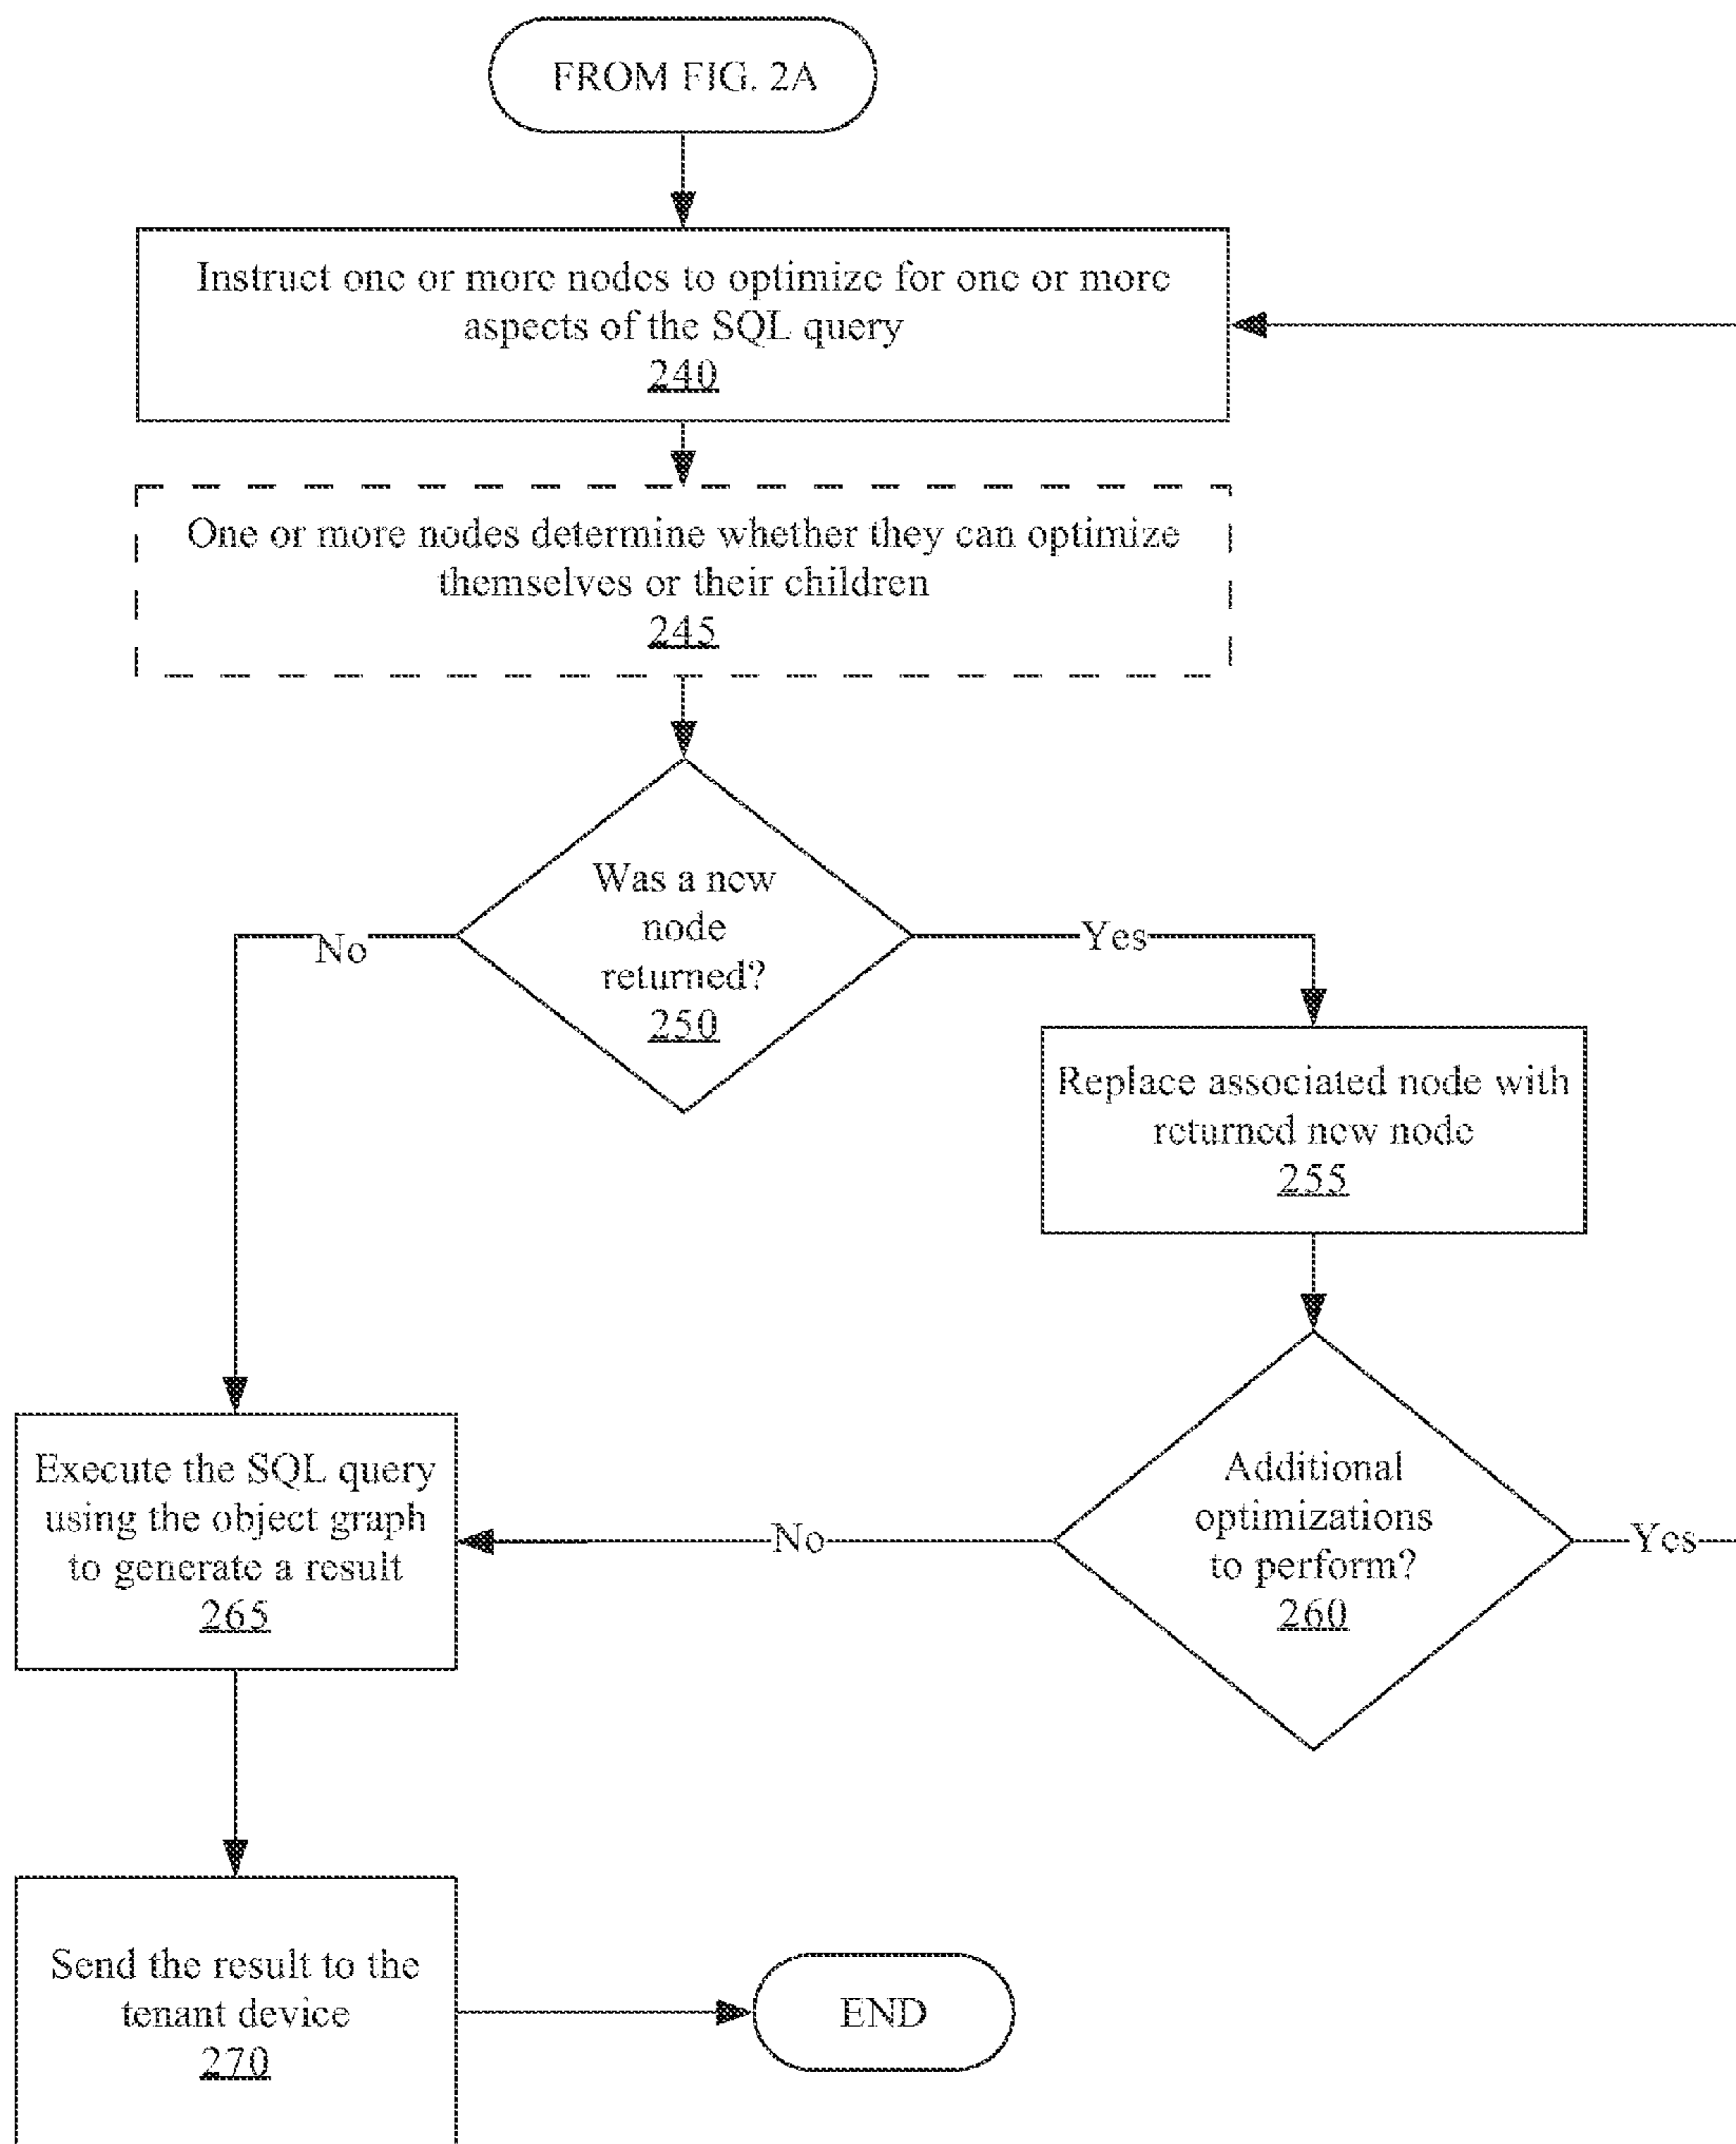 FROM FIG. 2A
Instruct one or more nodes to optimize for one or more
aspects of the SQL query
240
One or more nodes determine whether they can optimize
themselves or their children
245
Was a new
node
returned?
250
No
Yes
Replace associated node with
returned new node
255
Execute the SQL query
using the object graph
to generate a result
265
No
Additional
optimizations
to perform?
260
Yes
Send the result to the
tenant device
270
END